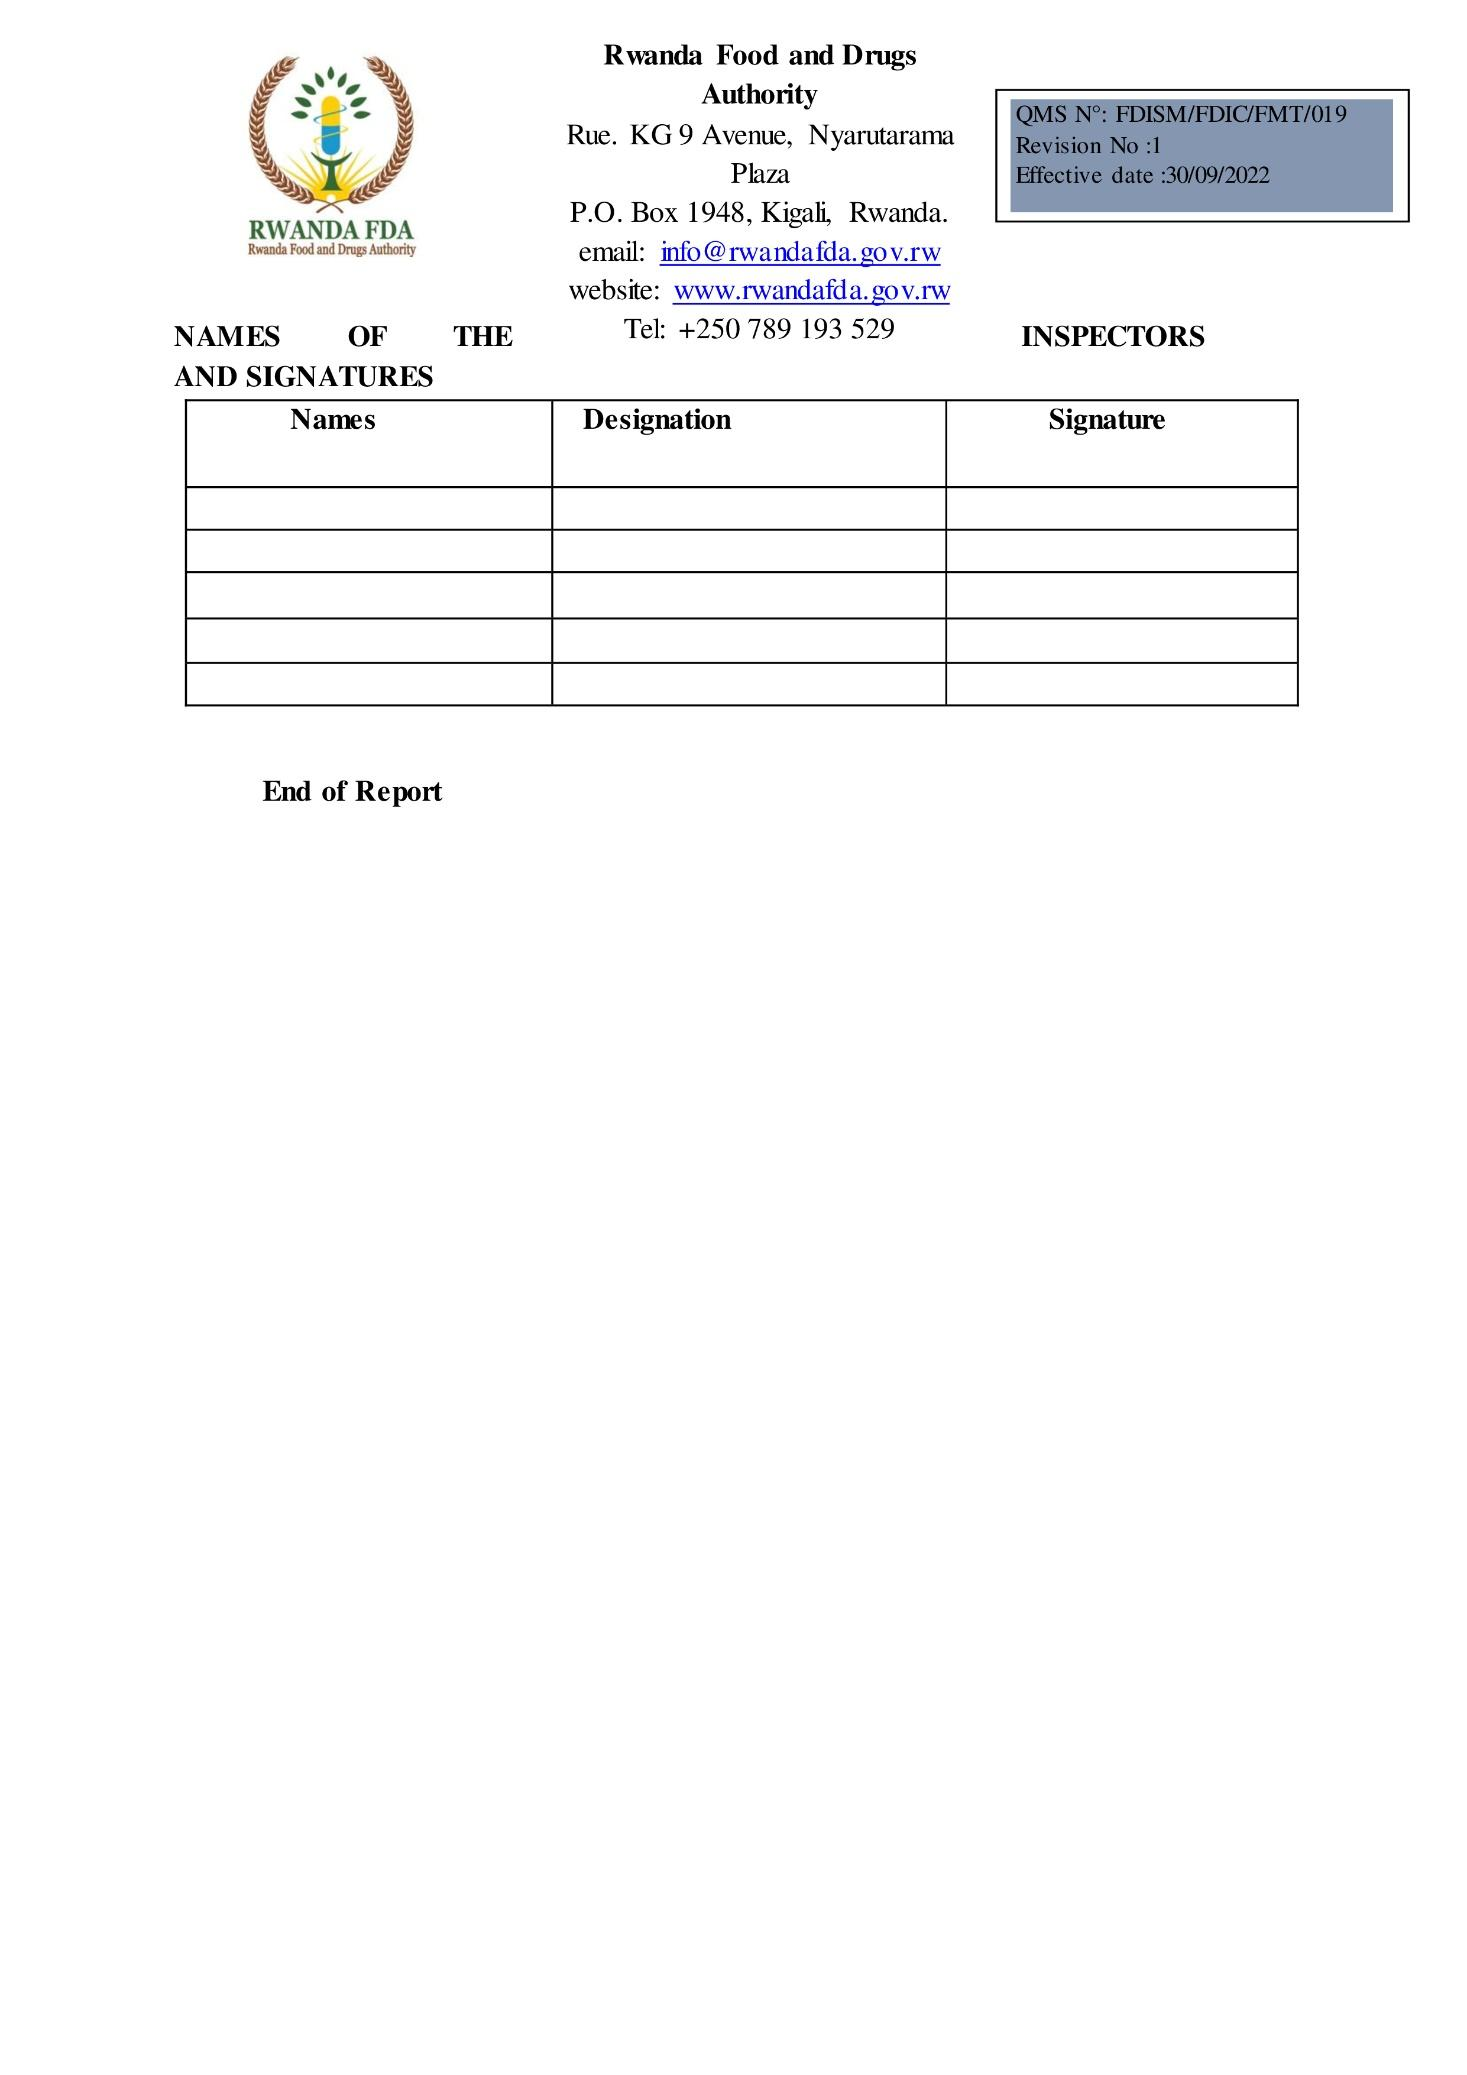 RWANDA FDA
Rwanda Food and Drugs Authority
Rwanda Food and Drugs
Authority
Rue. KG 9 Avenue, Nyarutarama
Plaza
P.O. Box 1948, Kigali, Rwanda.
email: info@rwandafda.gov.rw
website: www.rwandafda.gov.rw
Tel: +250 789 193 529
QMS N°: FDISM/FDIC/FMT/019
Revision No :1
Effective date :30/09/2022
NAMES OF THE INSPECTORS
AND SIGNATURES
Names Designation Signature
End of Report